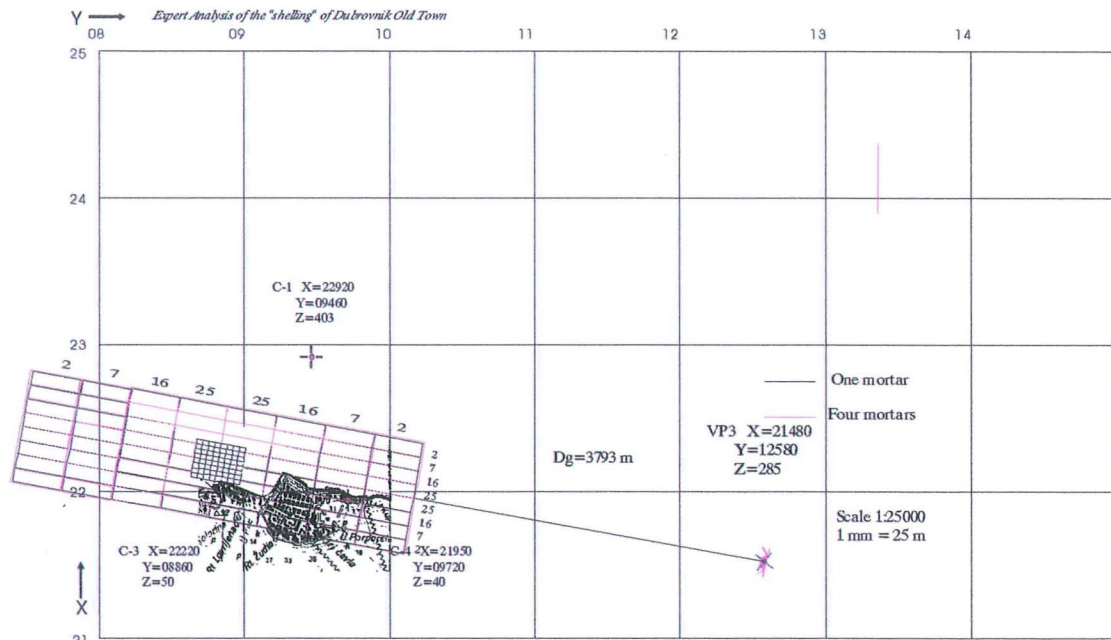 Y Expert Analysis of the "shelling" of Dubrovnik Old Town
08 09 10 11 12 13 14
25
24
C-1 X=22920
Y=09460
Z=403
23
2 7 16 25 25 16 7 2
One mortar
Four mortars
VP3 X=21480
Y=12580
Z=285
Dg=3793 m
2
7
16
25
25
16
7
2
22
Scale 1:25000
1 mm = 25 m
C-3 X=22220
Y=08860
Z=50
C-4 X=21950
Y=09720
Z=40
X
21